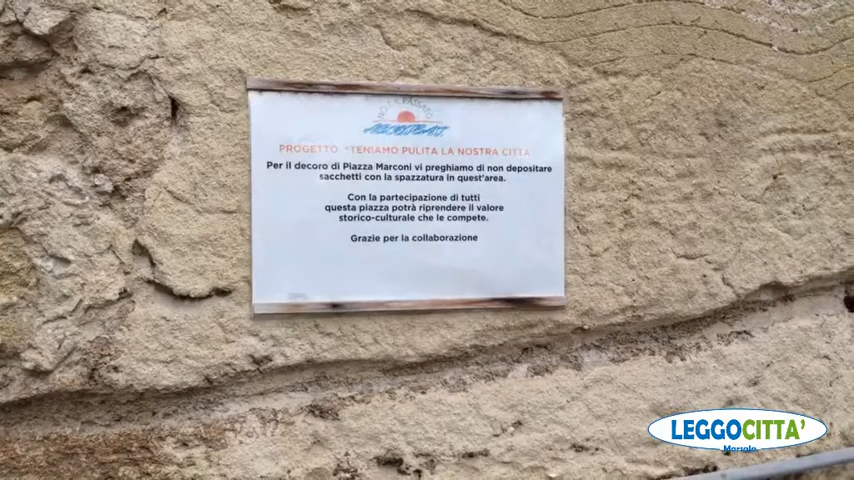 PROGETTO "TENIAMO PULITA LA NOSTRA CITTÀ
Per il decoro di Piazza Marconi vi preghiamo di non depositare
sacchetti con la spazzatura in quest'area.
Con la partecipazione di tutti
questa piazza potrà riprendere il valore
storico-culturale che le compete.
Grazie per la collaborazione
LEGGOCITTA'
Marsala